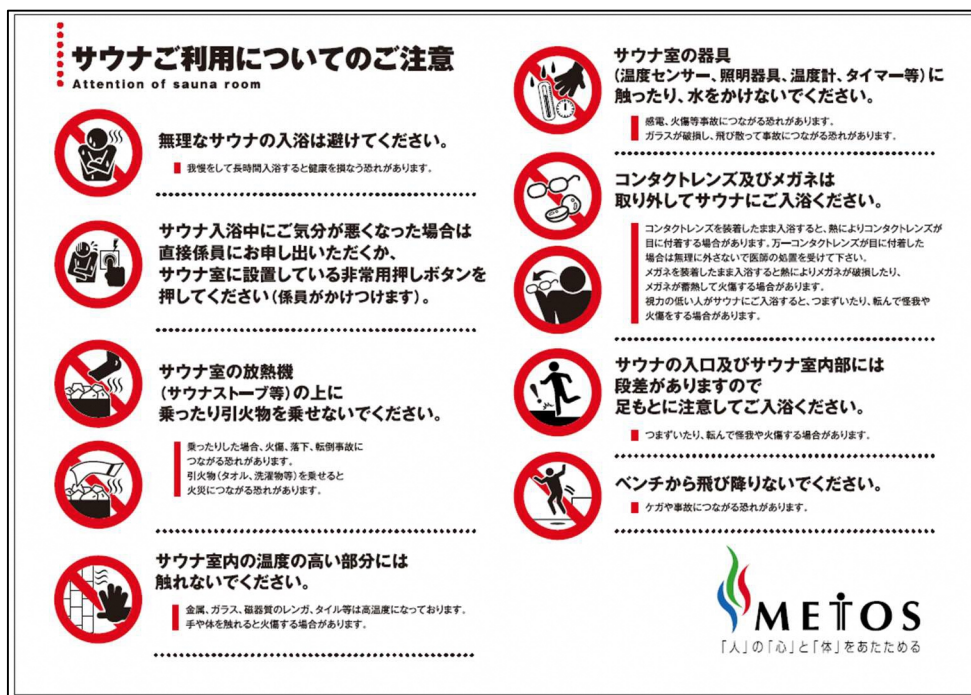 サウナご利用についてのご注意
Attention of sauna room
無理なサウナの入浴は避けてください。
我慢をして長時間入浴すると健康を損なう恐れがあります。
サウナ入浴中にご気分が悪くなった場合は
直接係員にお申し出いただくか、
サウナ室に設置している非常用押しボタンを
押してください(係員がかけつけます)。
サウナ室の放熱機
(サウナストーブ等)の上に
乗ったり引火物を乗せないでください。
乗ったりした場合、火傷、落下、転倒事故に
つながる恐れがあります。
引火物(タオル、洗濯物等)を乗せると
火災につながる恐れがあります。
サウナ室内の温度の高い部分には
触れないでください。
金属、ガラス、磁器質のレンガ、タイル等は高温度になっております。
手や体を触れると火傷する場合があります。
サウナ室の器具
(温度センサー、照明器具、温度計、タイマー等)に
触ったり、水をかけないでください。
感電、火傷等事故につながる恐れがあります。
ガラスが破損し、飛び散って事故につながる恐れがあります。
コンタクトレンズ及びメガネは
取り外してサウナにご入浴ください。
コンタクトレンズを装着したまま入浴すると、熱によりコンタクトレンズが
目に付着する場合があります。万一コンタクトレンズが目に付着した
場合は無理に外さないで医師の処置を受けて下さい。
メガネを装着したまま入浴すると熱によりメガネが破損したり、
メガネが蓄熱して火傷する場合があります。
視力の低い人がサウナにご入浴すると、つまずいたり、転んで怪我や
火傷をする場合があります。
サウナの入口及びサウナ室内部には
段差がありますので
足もとに注意してご入浴ください。
つまずいたり、転んで怪我や火傷する場合があります。
ベンチから飛び降りないでください。
ケガや事故につながる恐れがあります。
METOS
「人」の「心」と「体」をあたためる